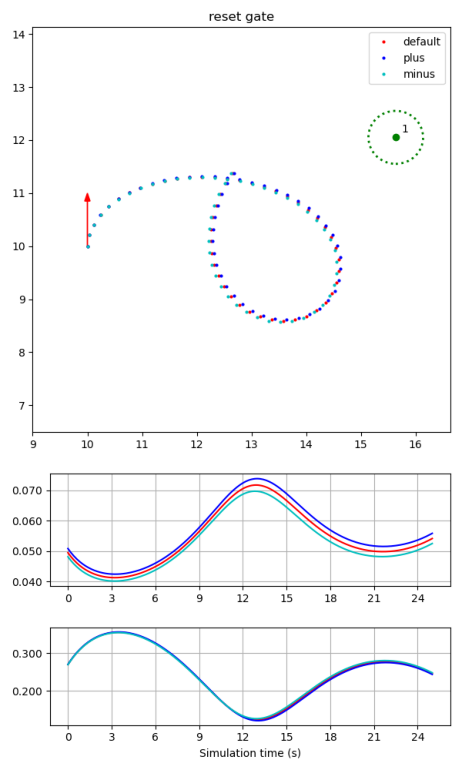 reset gate
14
13
12
11
10
9
8
7
9 10 11 12 13 14 15 16
default
plus
minus
1
0.070
0.060
0.050
0.040
0 3 6 9 12 15 18 21 24
0.300
0.200
0 3 6 9 12 15 18 21 24
Simulation time (s)